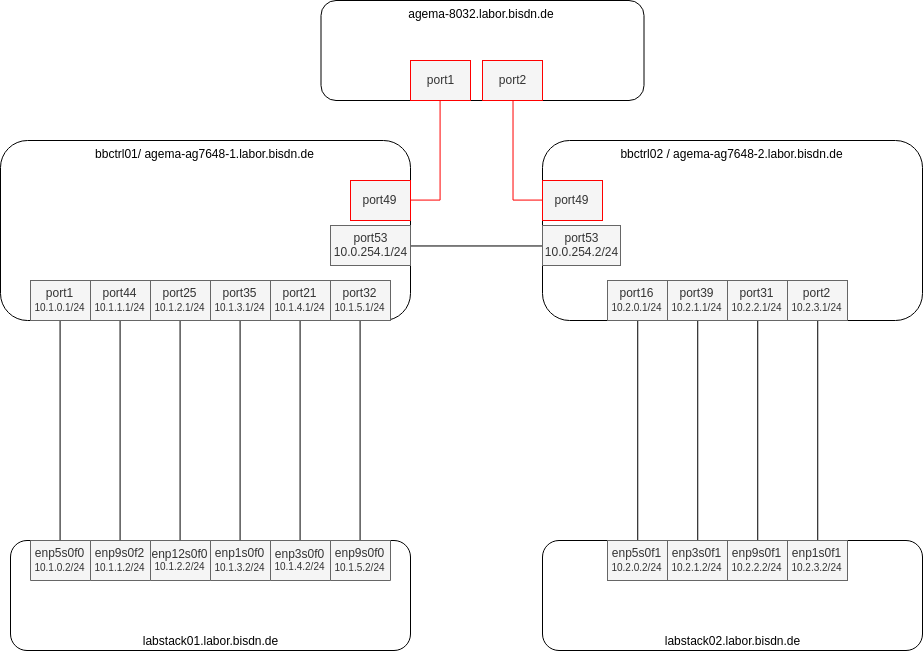 agema-8032.labor.bisdn.de
port1
port2
bbctrl01/ agema-ag7648-1.labor.bisdn.de
bbctrl02 / agema-ag7648-2.labor.bisdn.de
port49
port49
port53
10.0.254.1/24
port53
10.0.254.2/24
port1
10.1.0.1/24
port44
10.1.1.1/24
port25
10.1.2.1/24
port35
10.1.3.1/24
port21
10.1.4.1/24
port32
10.1.5.1/24
port16
10.2.0.1/24
port39
10.2.1.1/24
port31
10.2.2.1/24
port2
10.2.3.1/24
enp5s0f0
10.1.0.2/24
enp9s0f2
10.1.1.2/24
enp12s0f0
10.1.2.2/24
enp1s0f0
10.1.3.2/24
enp3s0f0
10.1.4.2/24
enp9s0f0
10.1.5.2/24
enp5s0f1
10.2.0.2/24
enp3s0f1
10.2.1.2/24
enp9s0f1
10.2.2.2/24
enp1s0f1
10.2.3.2/24
labstack01.labor.bisdn.de
labstack02.labor.bisdn.de